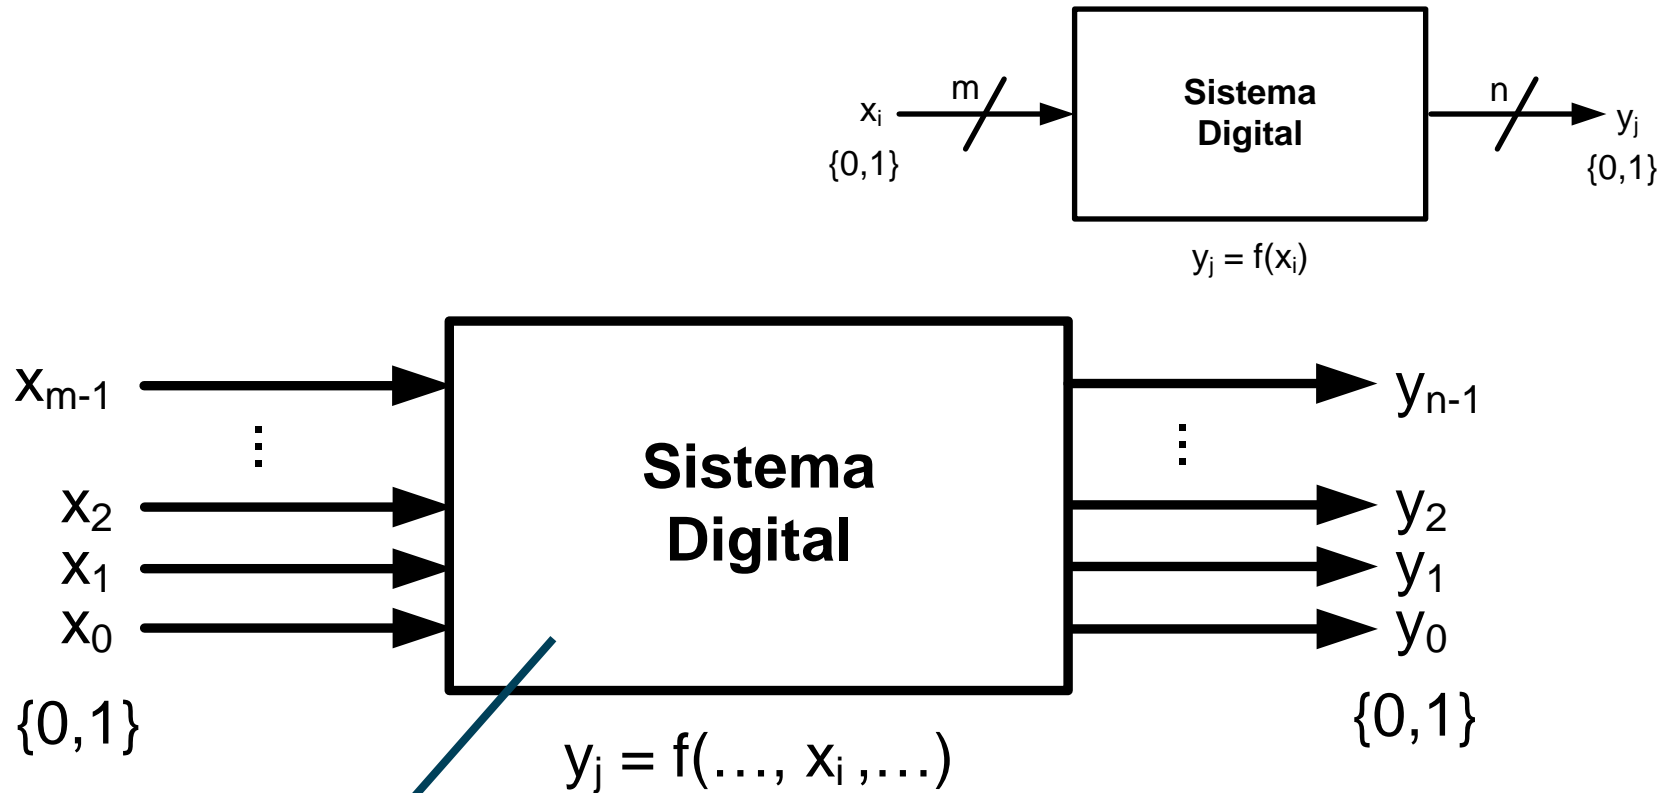 m
Sistema
Digital
n
xᵢ
yⱼ
{0,1}
{0,1}
yⱼ = f(xᵢ)
xₘ₋₁
yₙ₋₁
⋮
⋮
Sistema
Digital
x₂
y₂
x₁
y₁
x₀
y₀
{0,1}
{0,1}
yⱼ = f(…, xᵢ ,…)